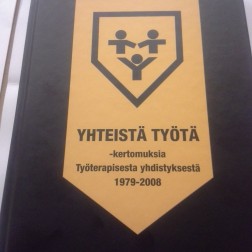 YHTEISTÄ TYÖTÄ
-kertomuksia
Työterapisesta yhdistyksestä
1979-2008